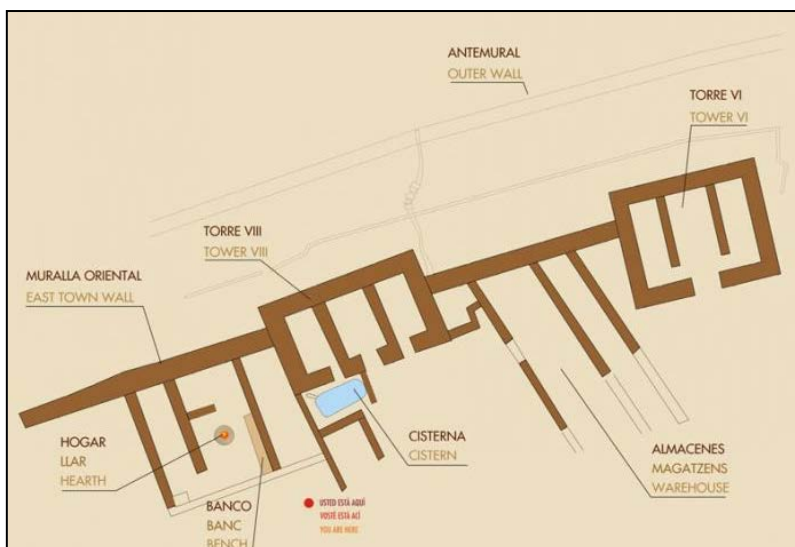 ANTEMURAL
OUTER WALL
TORRE VI
TOWER VI
TORRE VIII
TOWER VIII
MURALLA ORIENTAL
EAST TOWN WALL
HOGAR
LLAR
HEARTH
CISTERNA
CISTERN
ALMACENES
MAGATZENS
WAREHOUSE
BANCO
BANC
BENCH
USTED ESTÁ AQUÍ
VOSTÉ ESTÀ ACÍ
YOU ARE HERE